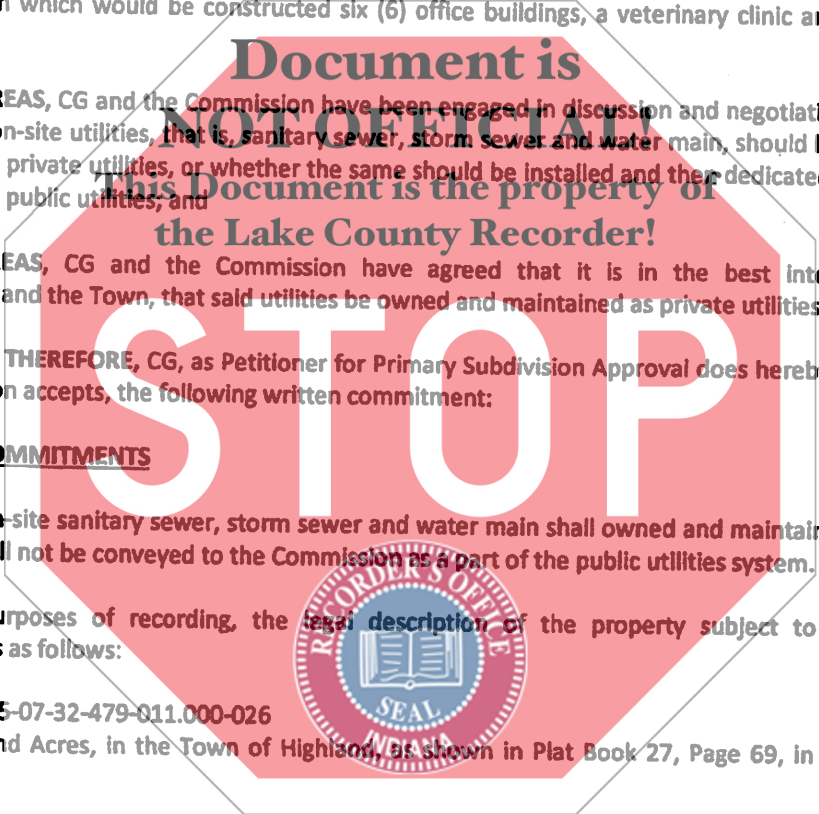 n which would be constructed six (6) office buildings, a veterinary clinic a
Document is
EAS, CG and the Commission have been engaged in discussion and negotiati
NOT OFFICIAL!
n-site utilities, that is, sanitary sewer, storm sewer and water main, should
private utilities, or whether the same should be installed and then dedicate
This Document is the property of
public utilities; and
the Lake County Recorder!
EAS, CG and the Commission have agreed that it is in the best int
and the Town, that said utilities be owned and maintained as private utilities
STOP
THEREFORE, CG, as Petitioner for Primary Subdivision Approval does hereb
n accepts, the following written commitment:
MMITMENTS
-site sanitary sewer, storm sewer and water main shall owned and maintai
l not be conveyed to the Commission as a part of the public utilities system.
RECORDER'S OFFICE
urposes of recording, the legal description of the property subject to
s as follows:
SEAL
INDIANA
5-07-32-479-011.000-026
nd Acres, in the Town of Highland, as shown in Plat Book 27, Page 69, in